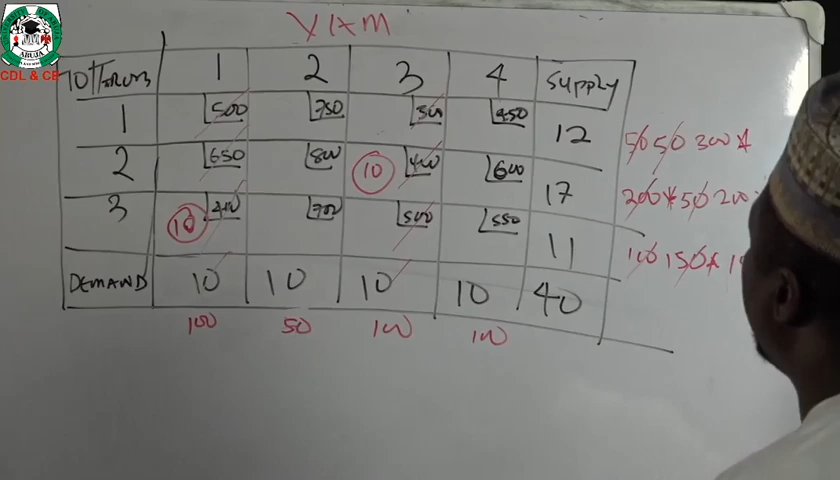 VAM
CDL & CE
TO FROM 1 2 3 4 Supply
1 500 750 300 450 12 50 50 300
2 650 800 10 400 600 17 200 50 200
3 10 400 700 500 550 11 100 150
DEMAND 10 10 10 10 40
100 50 100 100